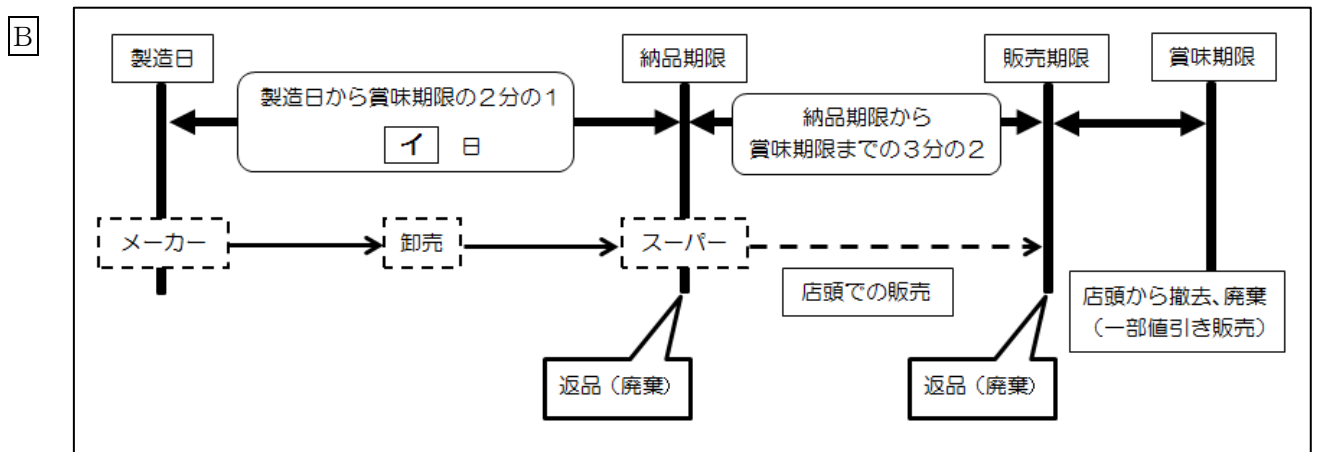 B
製造日
納品期限
販売期限
賞味期限
製造日から賞味期限の2分の1
イ 日
納品期限から
賞味期限までの3分の2
メーカー
卸売
スーパー
店頭での販売
店頭から撤去、廃棄
(一部値引き販売)
返品(廃棄)
返品(廃棄)